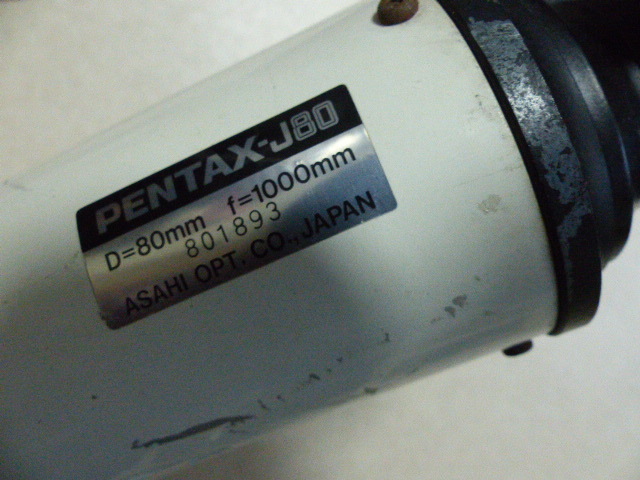 PENTAX-J80
D=80mm f=1000mm
801893
ASAHI OPT. CO., JAPAN